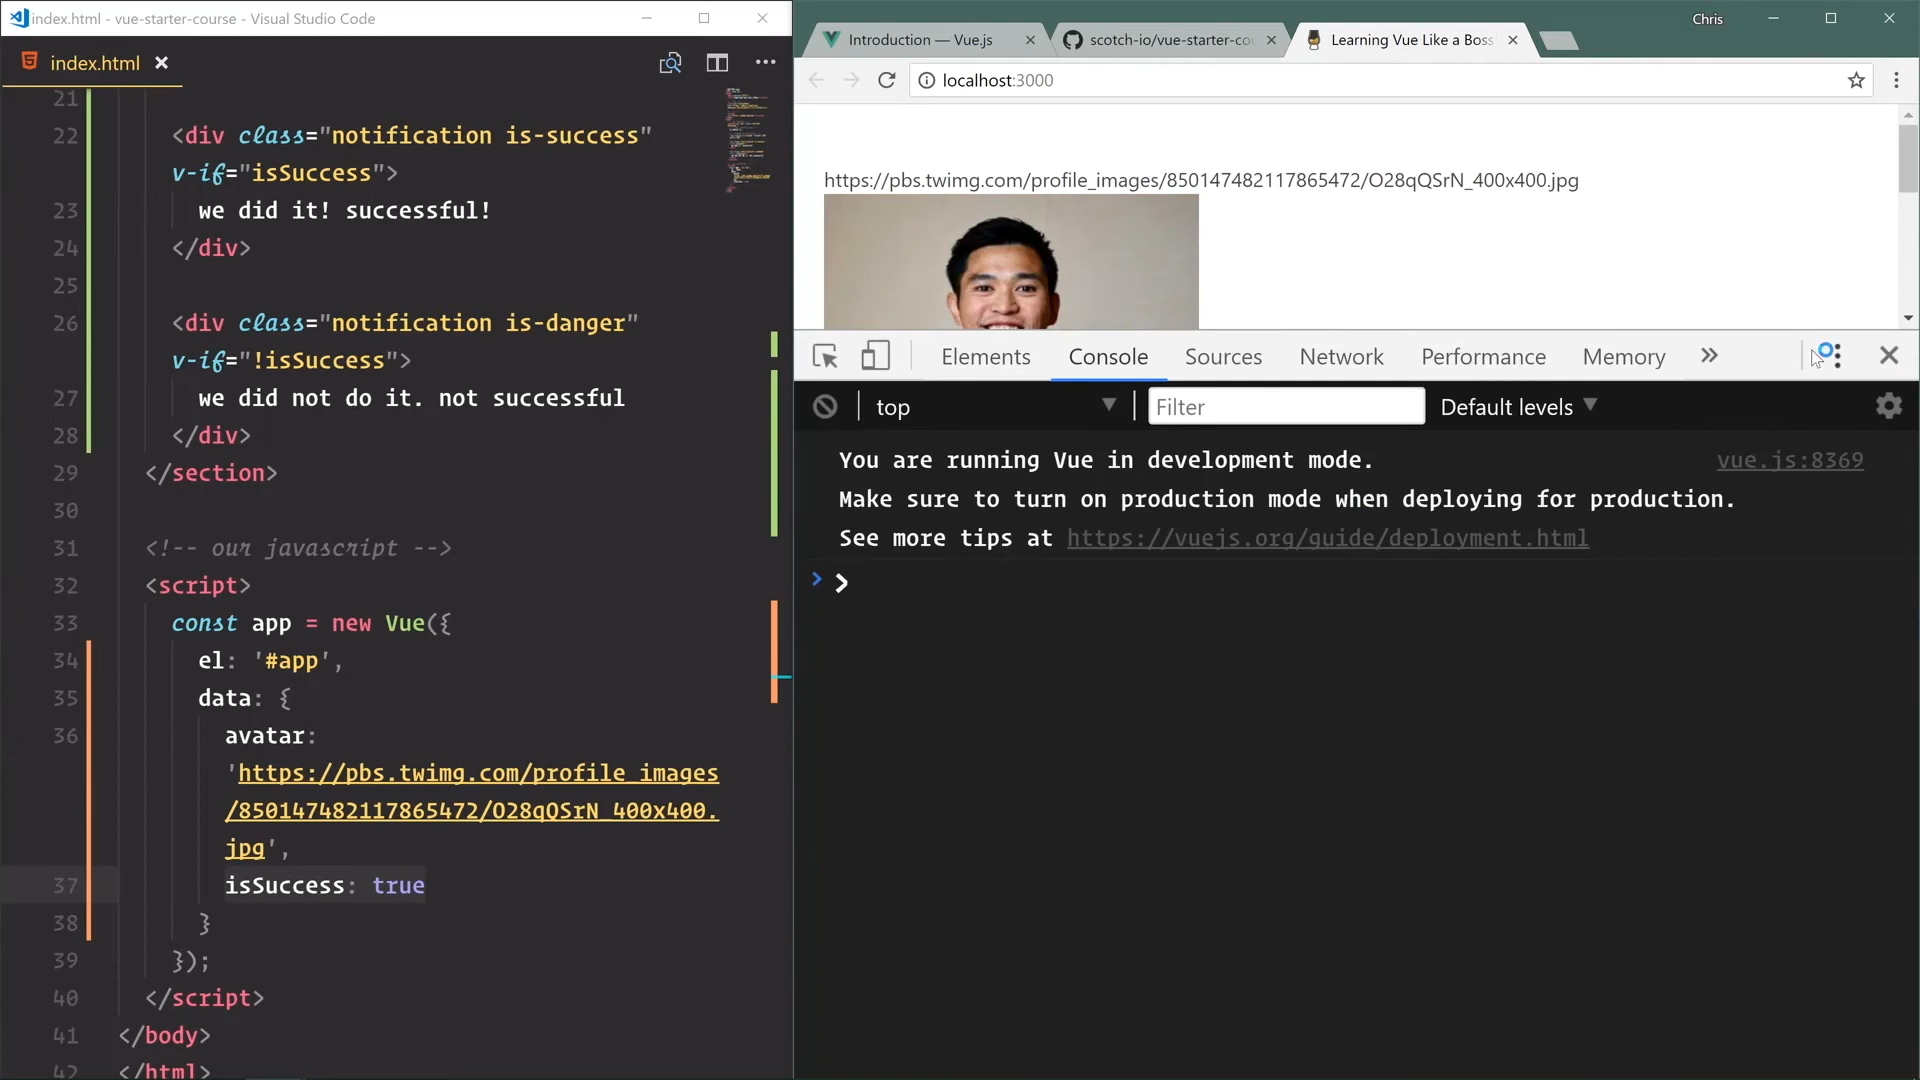 index.html - vue-starter-course - Visual Studio Code
index.html
21
22 <div class="notification is-success"
v-if="isSuccess">
23 we did it! successful!
24 </div>
25
26 <div class="notification is-danger"
v-if="!isSuccess">
27 we did not do it. not successful
28 </div>
29 </section>
30
31 <!-- our javascript -->
32 <script>
33 const app = new Vue({
34 el: '#app',
35 data: {
36 avatar:
'https://pbs.twimg.com/profile_images
/850147482117865472/O28qQSrN_400x400.
jpg',
37 isSuccess: true
38 }
39 });
40 </script>
41 </body>
42 </html>
Chris
Introduction — Vue.js
scotch-io/vue-starter-co
Learning Vue Like a Boss!
localhost:3000
https://pbs.twimg.com/profile_images/850147482117865472/O28qQSrN_400x400.jpg
Elements Console Sources Network Performance Memory »
top Filter Default levels
You are running Vue in development mode. vue.js:8369
Make sure to turn on production mode when deploying for production.
See more tips at https://vuejs.org/guide/deployment.html